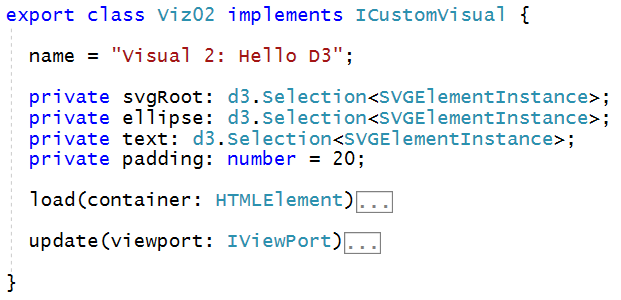 export class Viz02 implements ICustomVisual {
name = "Visual 2: Hello D3";
private svgRoot: d3.Selection<SVGElementInstance>;
private ellipse: d3.Selection<SVGElementInstance>;
private text: d3.Selection<SVGElementInstance>;
private padding: number = 20;
load(container: HTMLElement)...
update(viewport: IViewPort)...
}